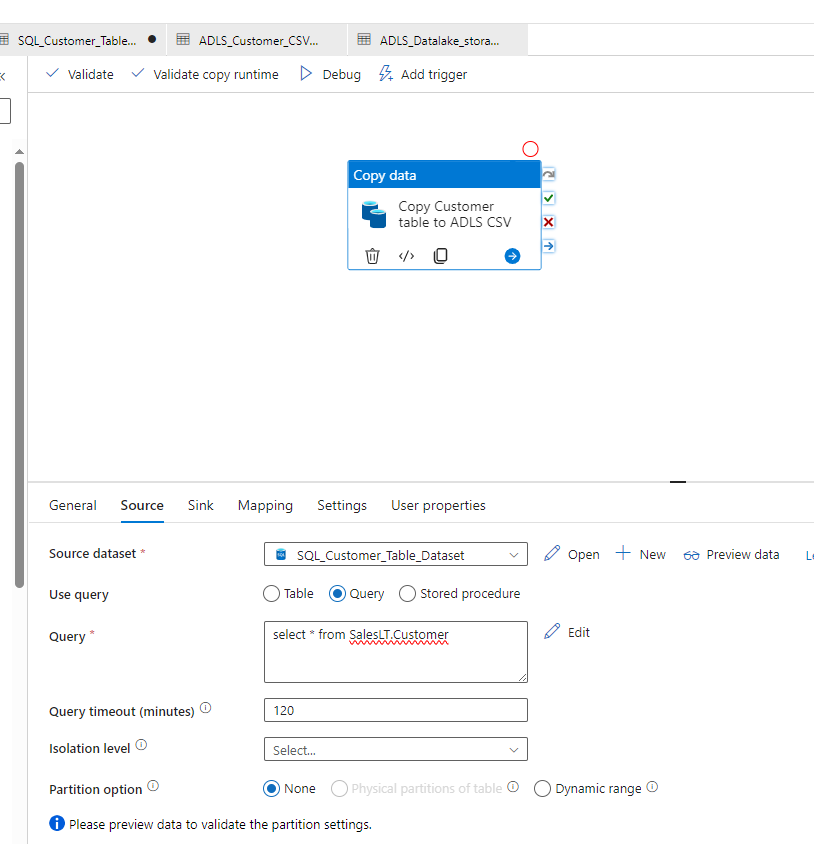 SQL_Customer_Table... ADLS_Customer_CSV... ADLS_Datalake_stora...
Validate Validate copy runtime Debug Add trigger
Copy data
Copy Customer
table to ADLS CSV
General Source Sink Mapping Settings User properties
Source dataset * SQL_Customer_Table_Dataset Open New Preview data
Use query Table Query Stored procedure
Query * select * from SalesLT.Customer Edit
Query timeout (minutes) 120
Isolation level Select...
Partition option None Physical partitions of table Dynamic range
Please preview data to validate the partition settings.